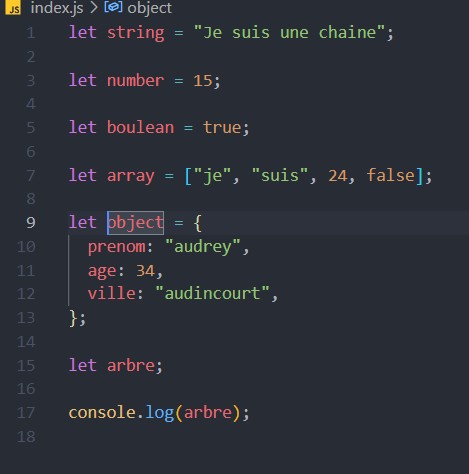 JS index.js > object
1 let string = "Je suis une chaine";
2
3 let number = 15;
4
5 let boulean = true;
6
7 let array = ["je", "suis", 24, false];
8
9 let object = {
10 prenom: "audrey",
11 age: 34,
12 ville: "audincourt",
13 };
14
15 let arbre;
16
17 console.log(arbre);
18